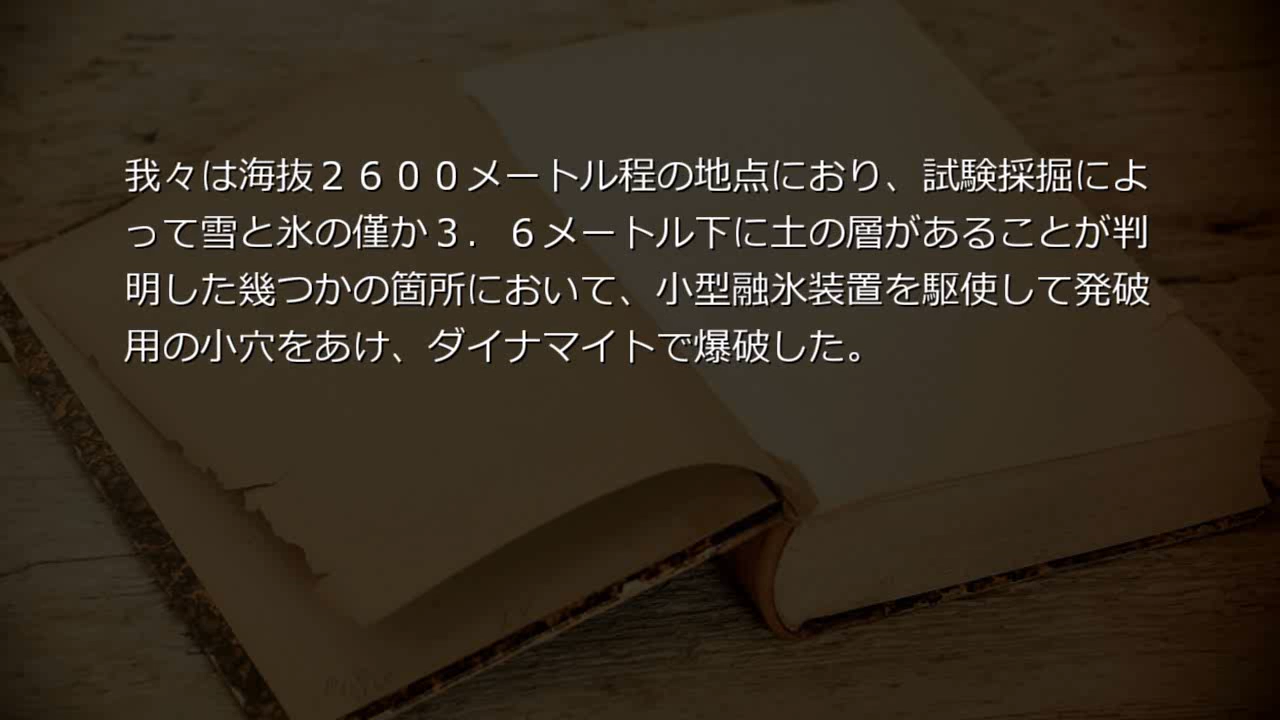 我々は海抜２６００メートル程の地点におり、試験採掘によ
って雪と氷の僅か３．６メートル下に土の層があることが判
明した幾つかの箇所において、小型融氷装置を駆使して発破
用の小穴をあけ、ダイナマイトで爆破した。